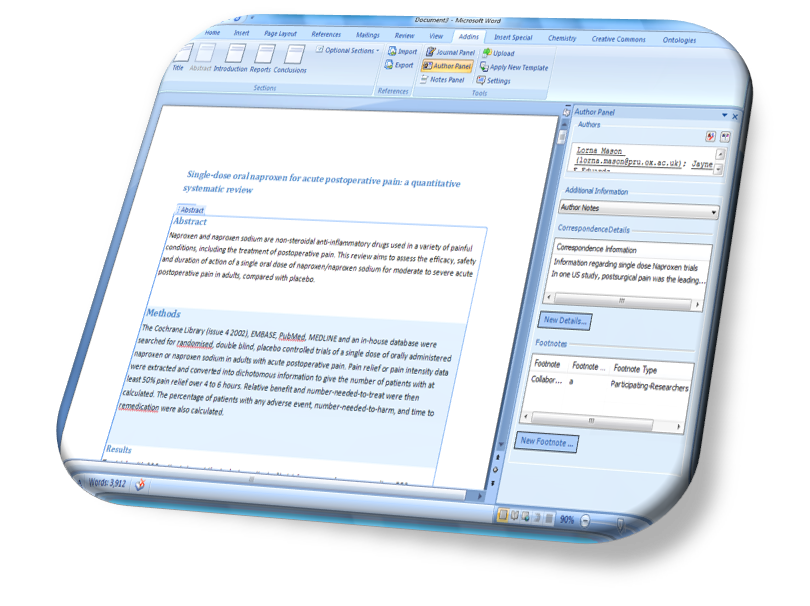 Document2 - Microsoft Word
Home Insert Page Layout References Mailings Review View Addins Insert Special Chemistry Creative Commons Ontologies
Title Abstract Introduction Reports Conclusions
Optional Sections
Sections
Import
Export
References
Journal Panel
Author Panel
Notes Panel
Upload
Apply New Template
Settings
Tools
Single-dose oral naproxen for acute postoperative pain: a quantitative
systematic review
Abstract
Abstract
Naproxen and naproxen sodium are non-steroidal anti-inflammatory drugs used in a variety of painful
conditions, including the treatment of postoperative pain. This review aims to assess the efficacy, safety
and duration of action of a single oral dose of naproxen/naproxen sodium for moderate to severe acute
postoperative pain in adults, compared with placebo.
Methods
The Cochrane Library (issue 4 2002), EMBASE, PubMed, MEDLINE and an in-house database were
searched for randomised, double blind, placebo controlled trials of a single dose of orally administered
naproxen or naproxen sodium in adults with acute postoperative pain. Pain relief or pain intensity data
were extracted and converted into dichotomous information to give the number of patients with at
least 50% pain relief over 4 to 6 hours. Relative benefit and number-needed-to-treat were then
calculated. The percentage of patients with any adverse event, number-needed-to-harm, and time to
remedication were also calculated.
Results
Words: 3,912
Author Panel
Authors
Lorna Mason
(lorna.mason@pru.ox.ac.uk); Jayne
E Edwards
Additional Information
Author Notes
CorrespondenceDetails
Correspondence Information
Information regarding single dose Naproxen trials
In one US study, postsurgical pain was the leading...
New Details...
Footnotes
Footnote Footnote ... Footnote Type
Collabor... a Participating-Researchers
New Footnote ...
90%